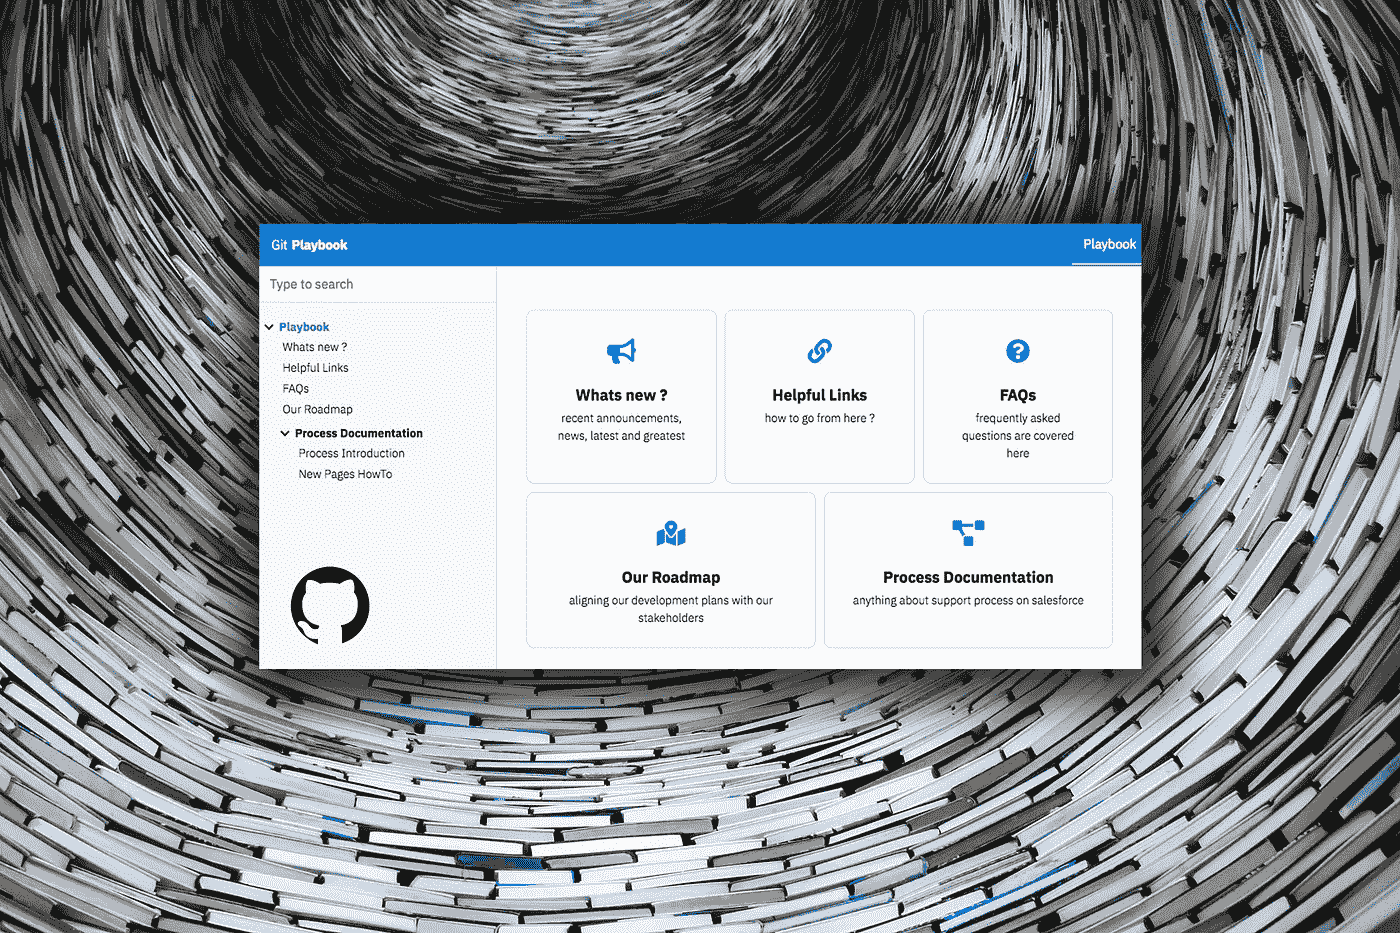 Git Playbook
Playbook
Type to search
Playbook
Whats new ?
Helpful Links
FAQs
Our Roadmap
Process Documentation
Process Introduction
New Pages HowTo
Whats new ?
recent announcements,
news, latest and greatest
Helpful Links
how to go from here ?
FAQs
frequently asked
questions are covered
here
Our Roadmap
aligning our development plans with our
stakeholders
Process Documentation
anything about support process on salesforce